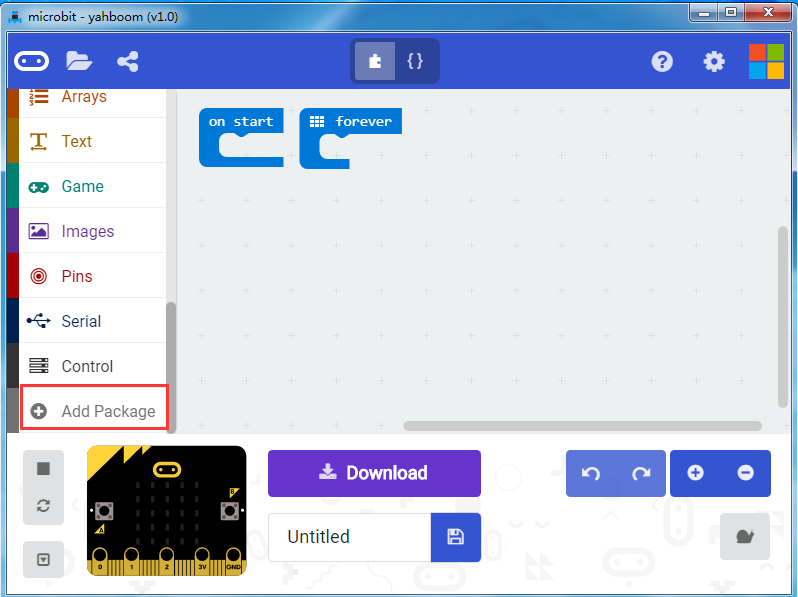 microbit - yahboom (v1.0)
{ }
?
on start
forever
Arrays
Text
Game
Images
Pins
Serial
Control
Add Package
Download
Untitled
B
A
0 1 2 3V GND